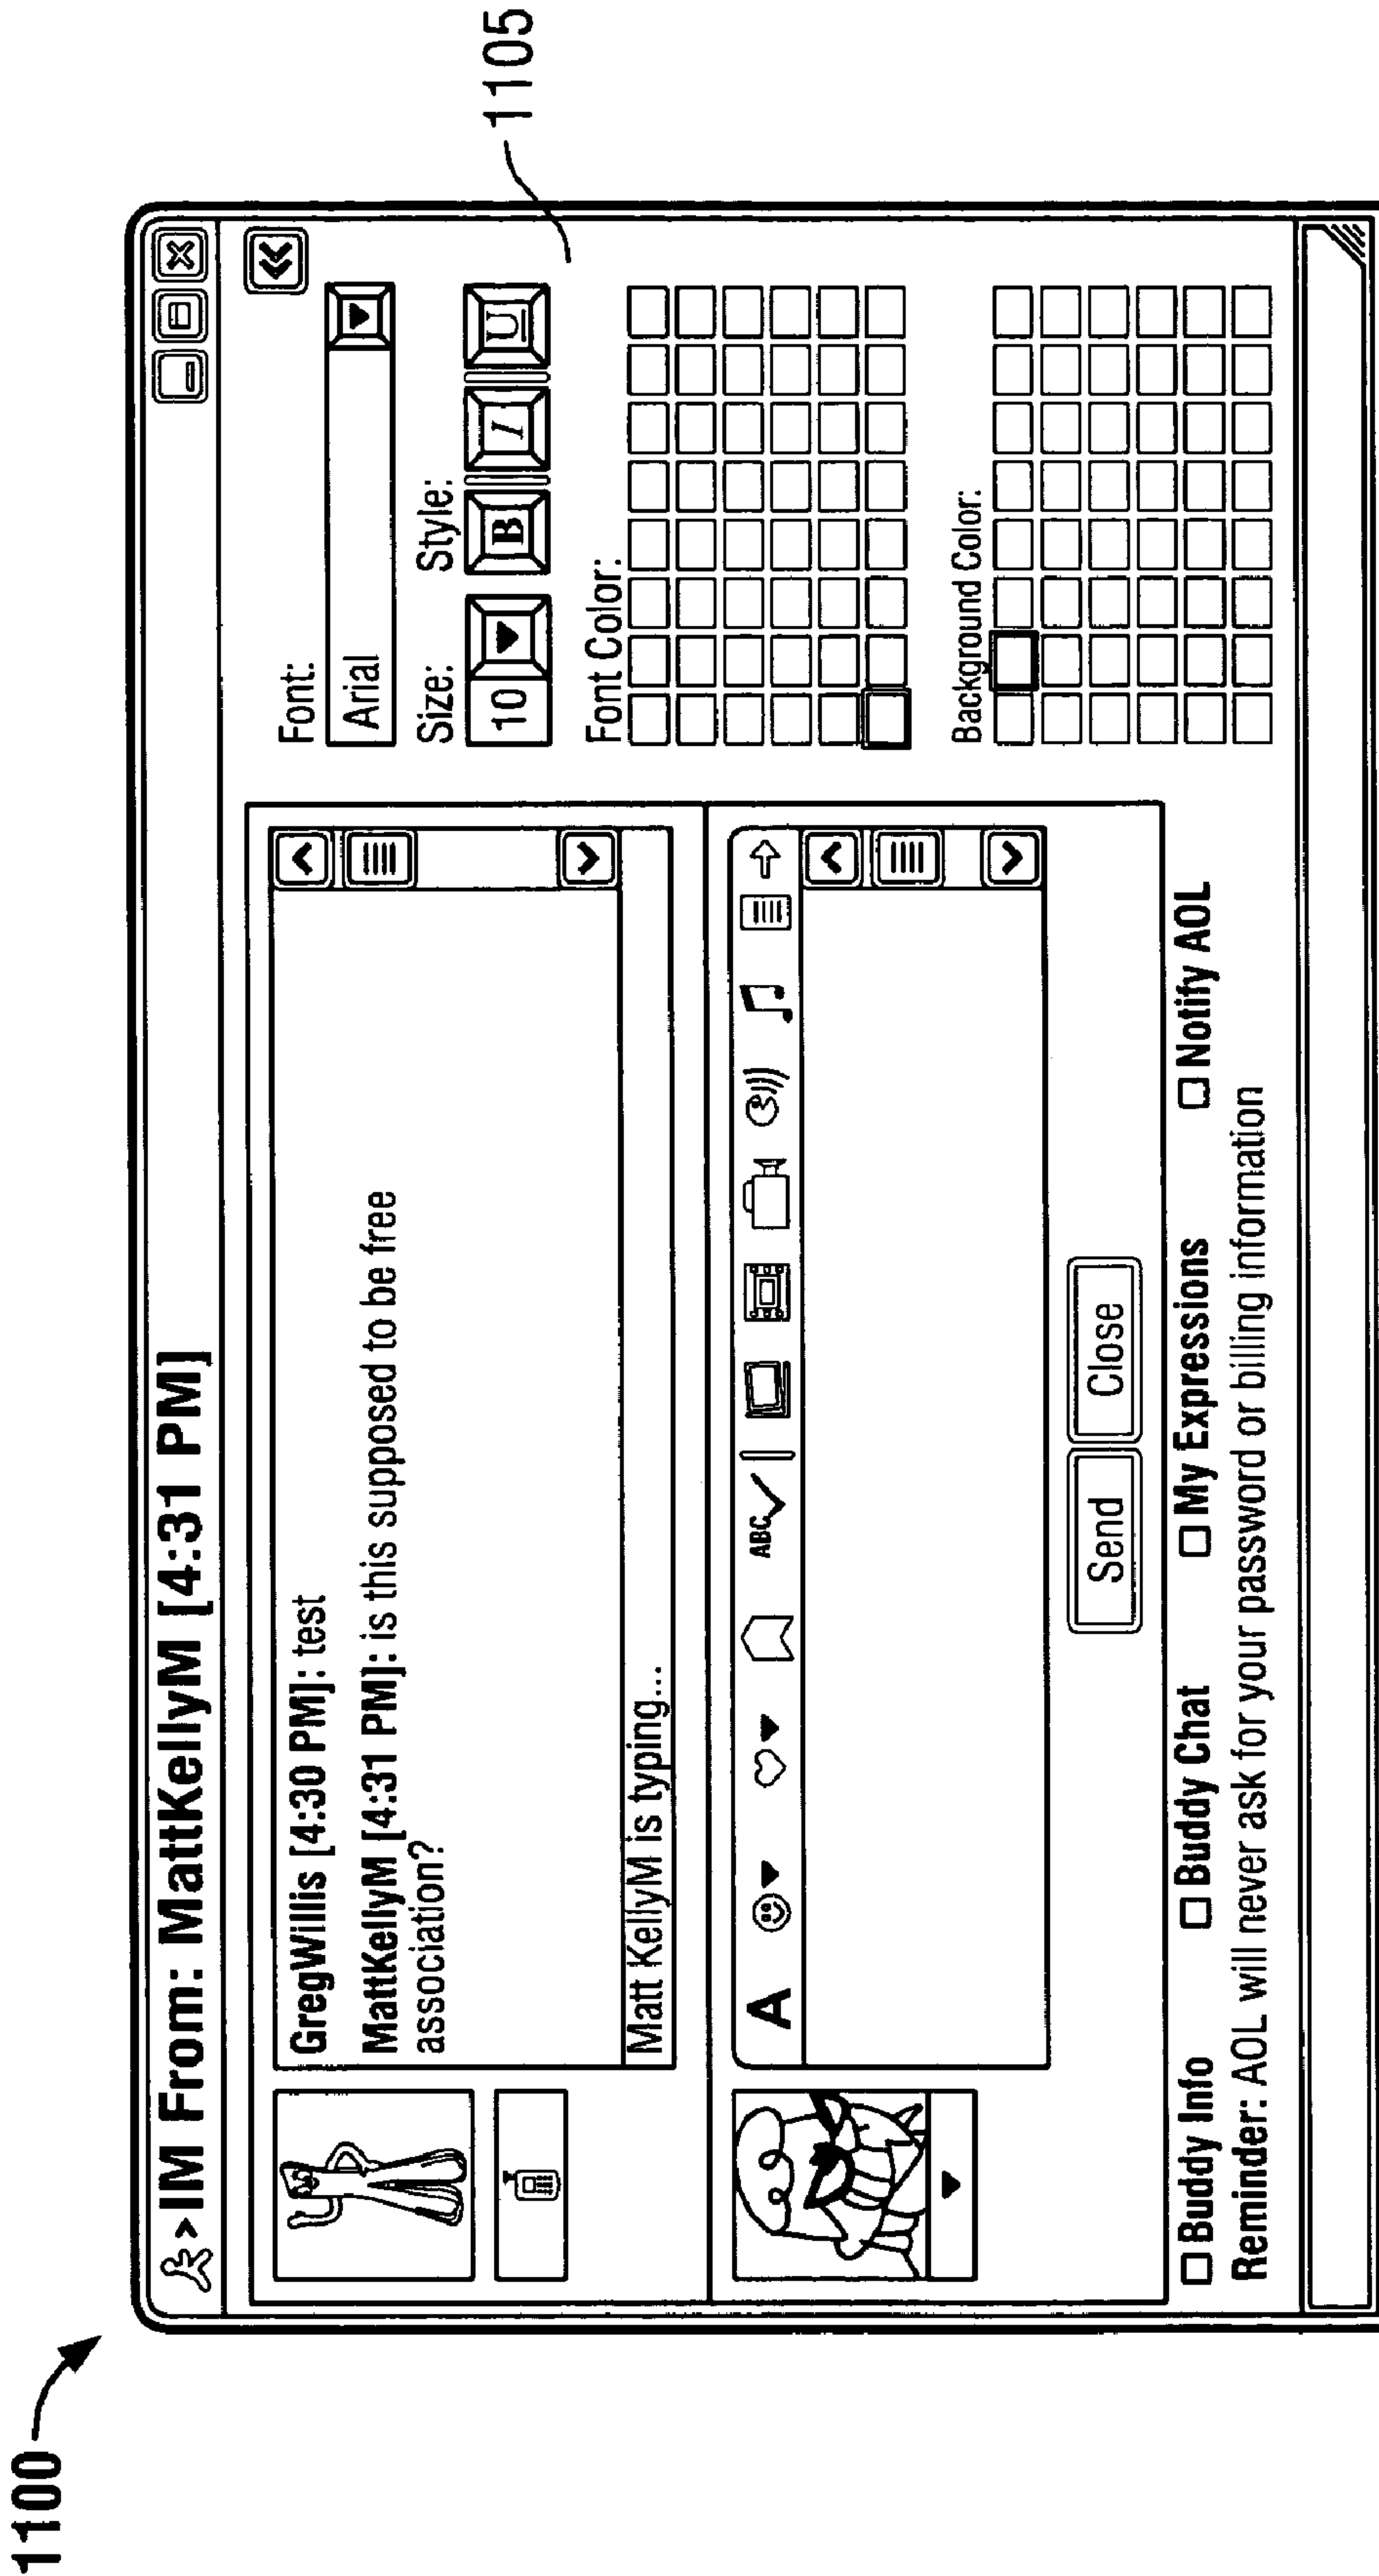 1100
>IM From: MattKellyM [4:31 PM]
GregWillis [4:30 PM]: test
MattKellyM [4:31 PM]: is this supposed to be free
association?
Matt KellyM is typing...
A
ABC
Send
Close
Buddy Info
Buddy Chat
My Expressions
Notify AOL
Reminder: AOL will never ask for your password or billing information
Font:
Arial
Size:
Style:
10
B
I
U
Font Color:
Background Color:
1105